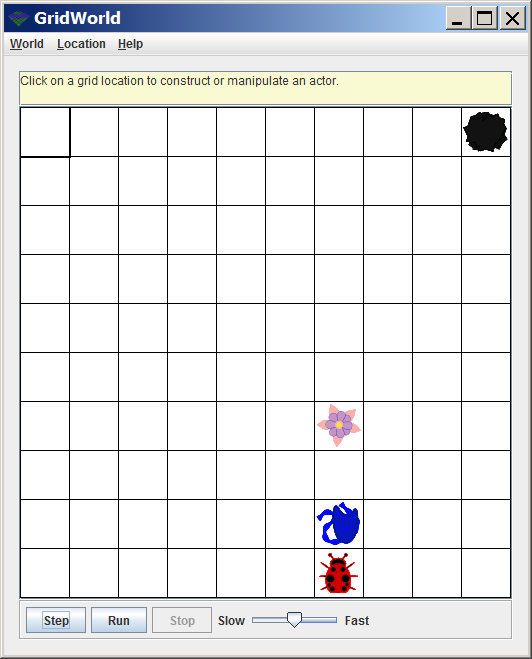 GridWorld
World Location Help
Click on a grid location to construct or manipulate an actor.
Step Run Stop Slow Fast